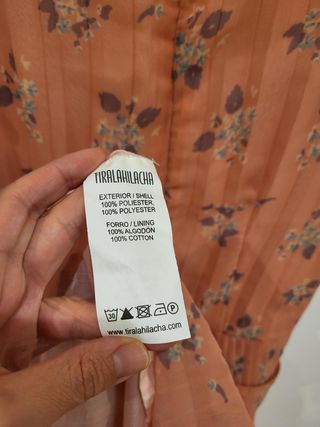 TIRALAHILACHA
EXTERIOR / SHELL
100% POLIESTER,
100% POLYESTER
FORRO / LINING
100% ALGODÓN
100% COTTON
30 P
www.tiralahilacha.com